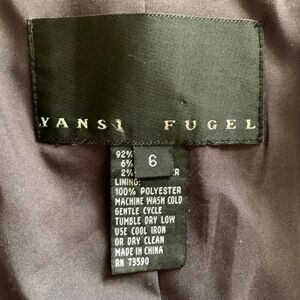 YANSI FUGEL
6
92%
6%
2% R
LINING:
100% POLYESTER
MACHINE WASH COLD
GENTLE CYCLE
TUMBLE DRY LOW
USE COOL IRON
OR DRY CLEAN
MADE IN CHINA
RN 73590